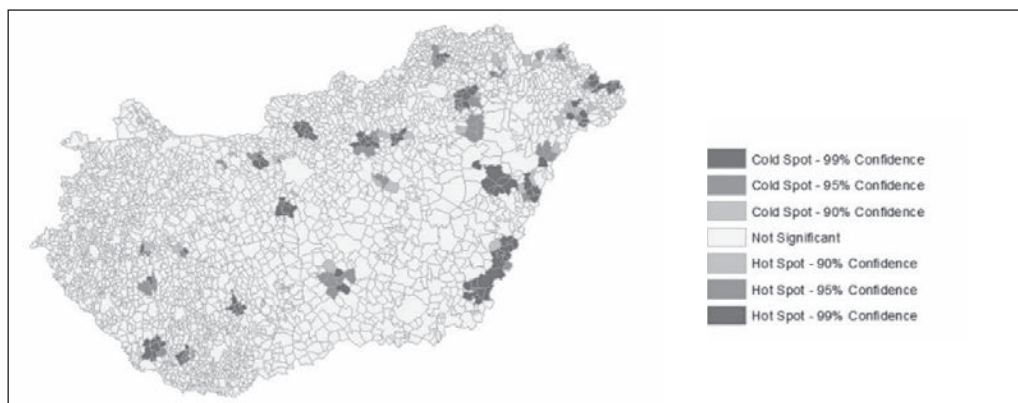 Cold Spot - 99% Confidence
Cold Spot - 95% Confidence
Cold Spot - 90% Confidence
Not Significant
Hot Spot - 90% Confidence
Hot Spot - 95% Confidence
Hot Spot - 99% Confidence